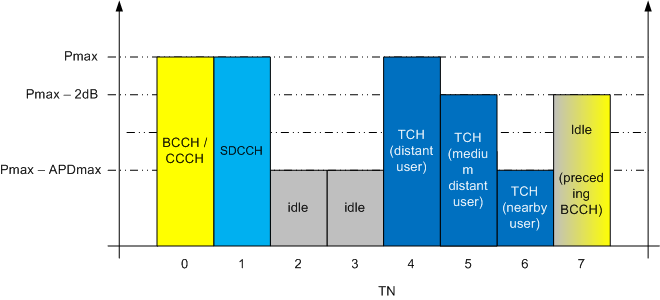 Pmax
Pmax – 2dB
Pmax – APDmax
BCCH /
CCCH
SDCCH
idle
idle
TCH
(distant
user)
TCH
(mediu
m
distant
user)
TCH
(nearby
user)
Idle
(preced
ing
BCCH)
0 1 2 3 4 5 6 7
TN